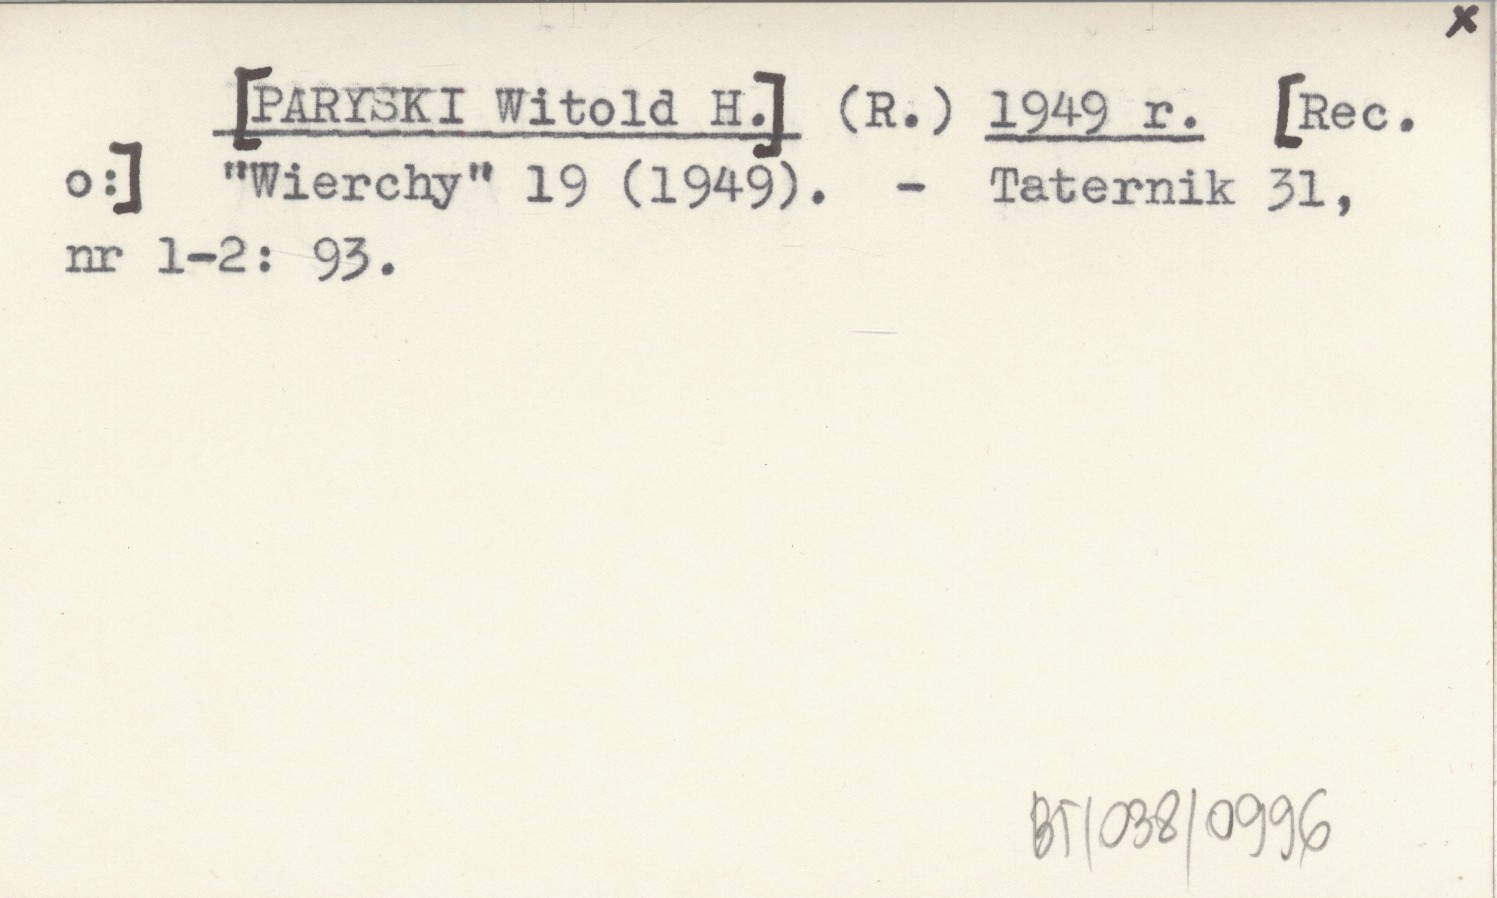 x
[PARYSKI Witold H.] (R.) 1949 r. [Rec.
o:] "Wierchy" 19 (1949). - Taternik 31,
nr 1-2: 93.
BT/038/0996